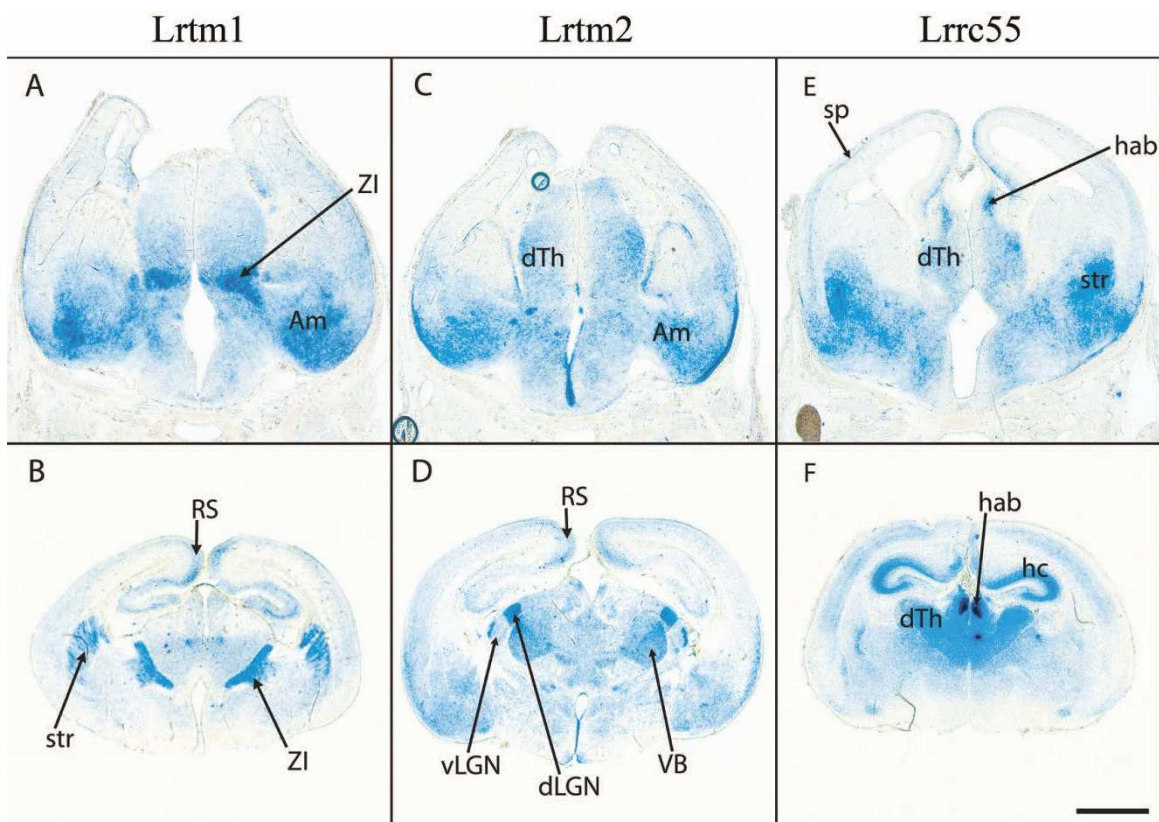 Lrtm1
Lrtm2
Lrrc55
A
ZI
Am
C
dTh
Am
E
sp
hab
dTh
str
B
RS
str
ZI
D
RS
vLGN
dLGN
VB
F
hab
hc
dTh